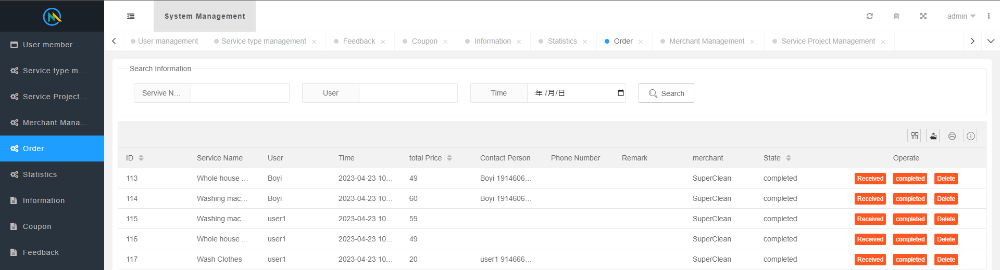 System Management
admin
User management
Service type management
Feedback
Coupon
Information
Statistics
Order
Merchant Management
Service Project Management
User member ...
Service type m...
Service Project...
Merchant Mana...
Order
Statistics
Information
Coupon
Feedback
Search Information
Servive N...
User
Time
年 /月/日
Search
ID Service Name User Time total Price Contact Person Phone Number Remark merchant State Operate
113 Whole house ... Boyi 2023-04-23 10... 49 Boyi 1914606... SuperClean completed Received completed Delete
114 Washing mac... Boyi 2023-04-23 10... 60 Boyi 1914606... SuperClean completed Received completed Delete
115 Washing mac... user1 2023-04-23 10... 59 SuperClean completed Received completed Delete
116 Whole house ... user1 2023-04-23 10... 49 SuperClean completed Received completed Delete
117 Wash Clothes user1 2023-04-23 10... 20 user1 914666... SuperClean completed Received completed Delete